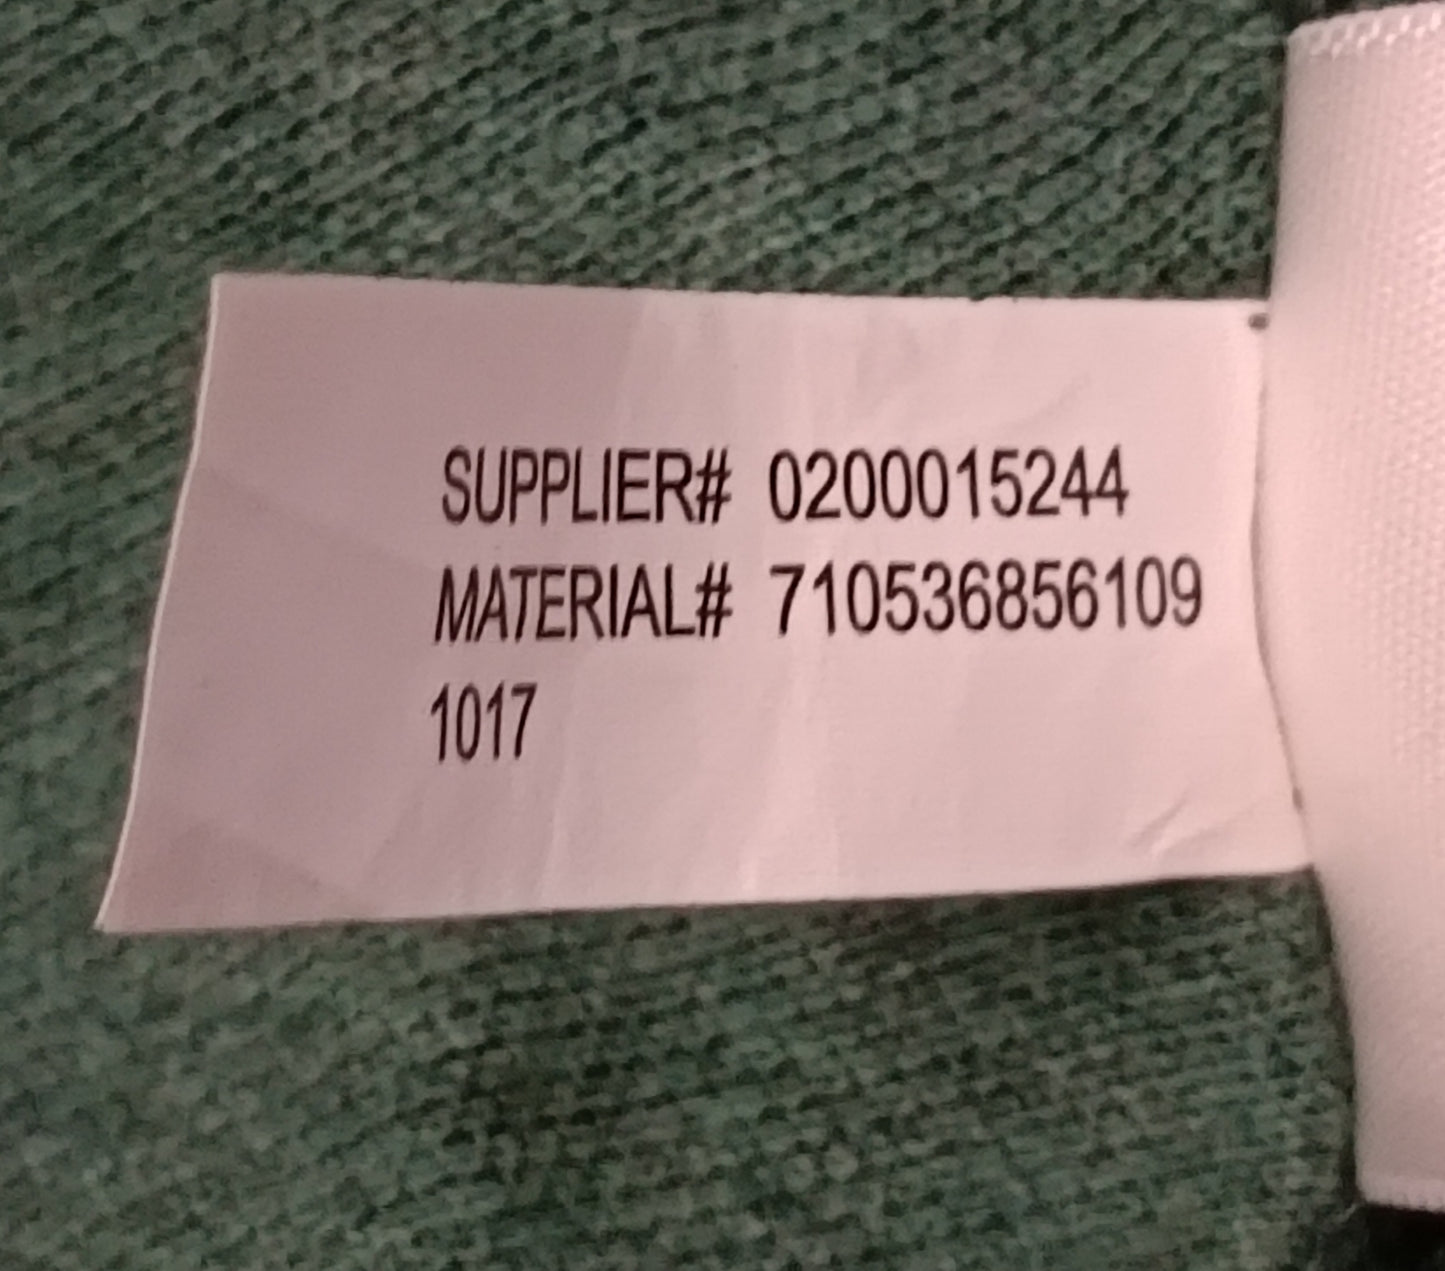 SUPPLIER# 0200015244
MATERIAL# 710536856109
1017